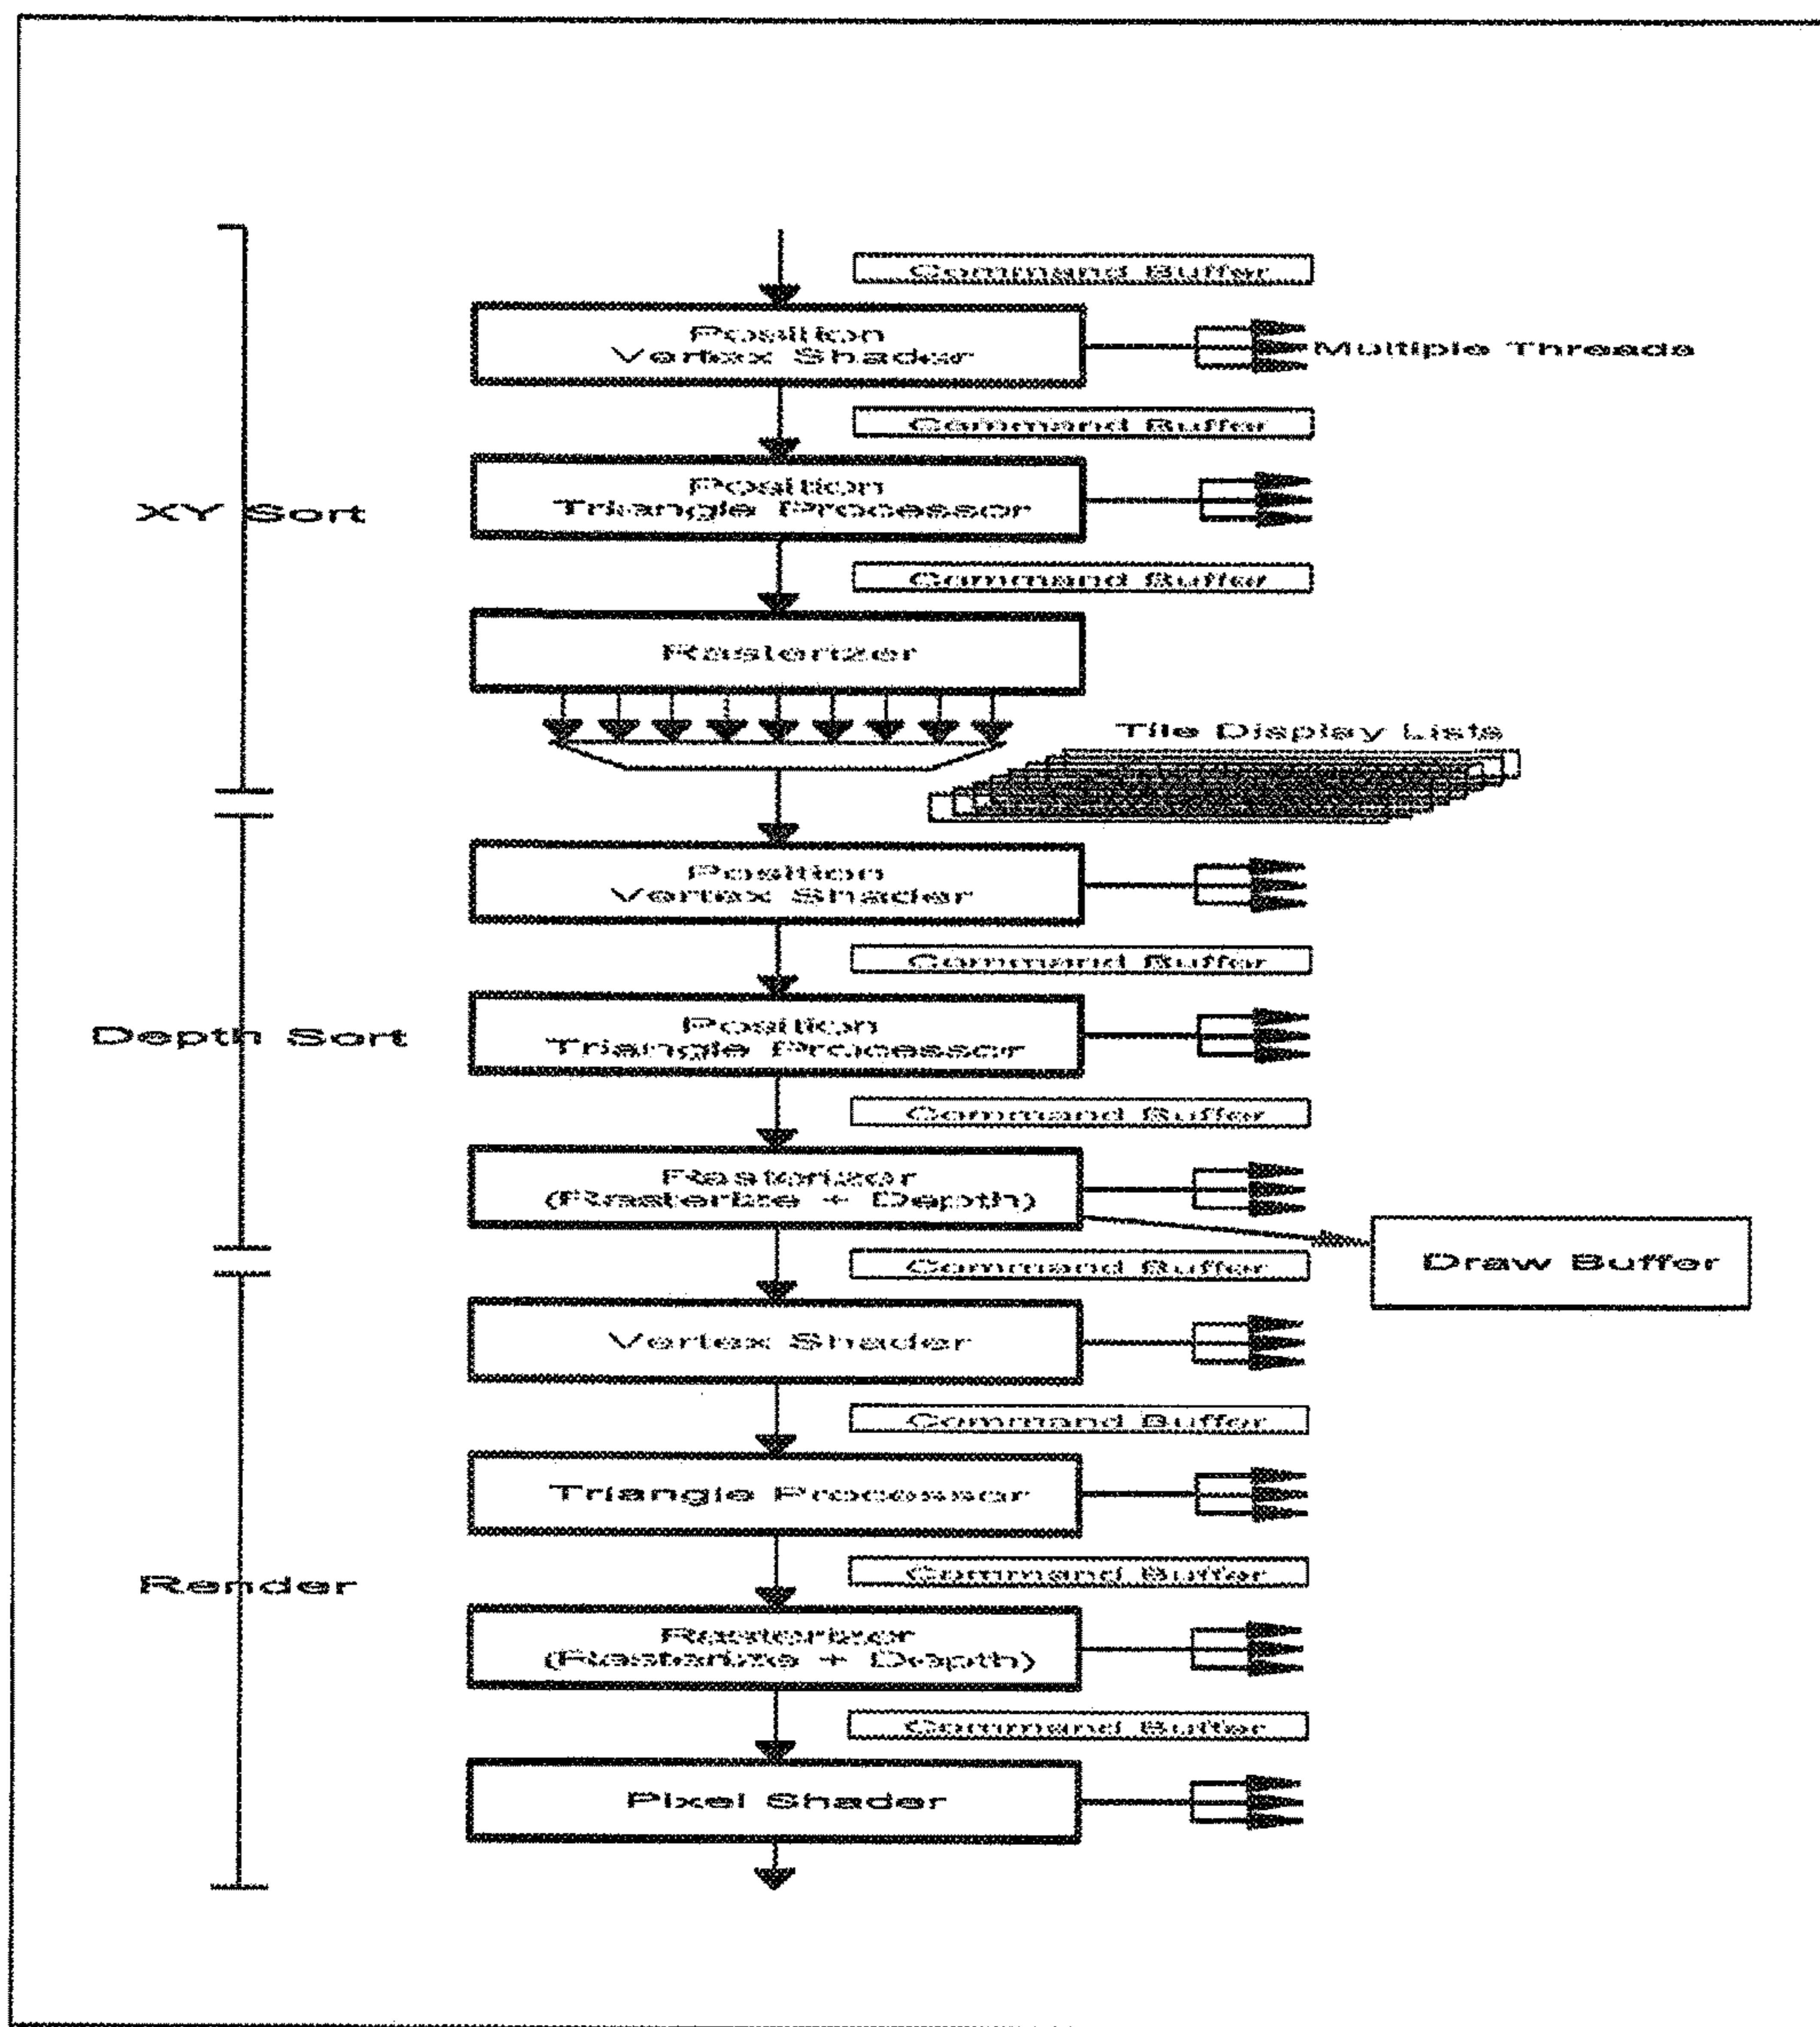 Command Buffer
Position
Vertex Shader
Multiple Threads
Command Buffer
Position
Triangle Processor
XY Sort
Command Buffer
Rasterizer
Tile Display Lists
Position
Vertex Shader
Command Buffer
Position
Triangle Processor
Depth Sort
Command Buffer
Rasterizer
(Rasterize + Depth)
Draw Buffer
Command Buffer
Vertex Shader
Command Buffer
Triangle Processor
Command Buffer
Render
Rasterizer
(Rasterize + Depth)
Command Buffer
Pixel Shader